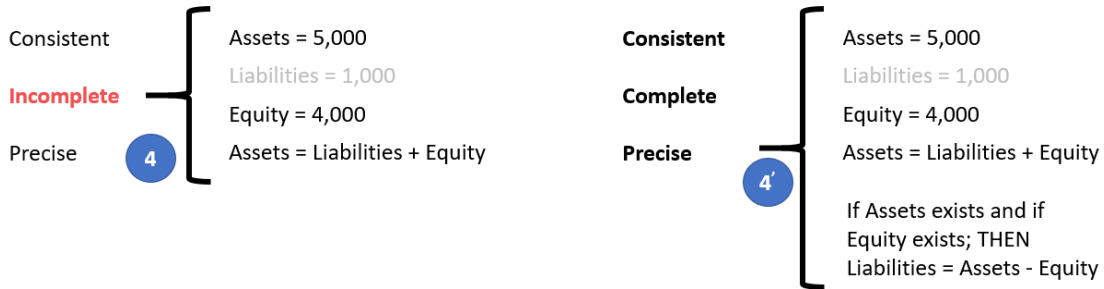 Consistent
Incomplete
Precise
4
Assets = 5,000
Liabilities = 1,000
Equity = 4,000
Assets = Liabilities + Equity
Consistent
Complete
Precise
4′
Assets = 5,000
Liabilities = 1,000
Equity = 4,000
Assets = Liabilities + Equity
If Assets exists and if
Equity exists; THEN
Liabilities = Assets - Equity